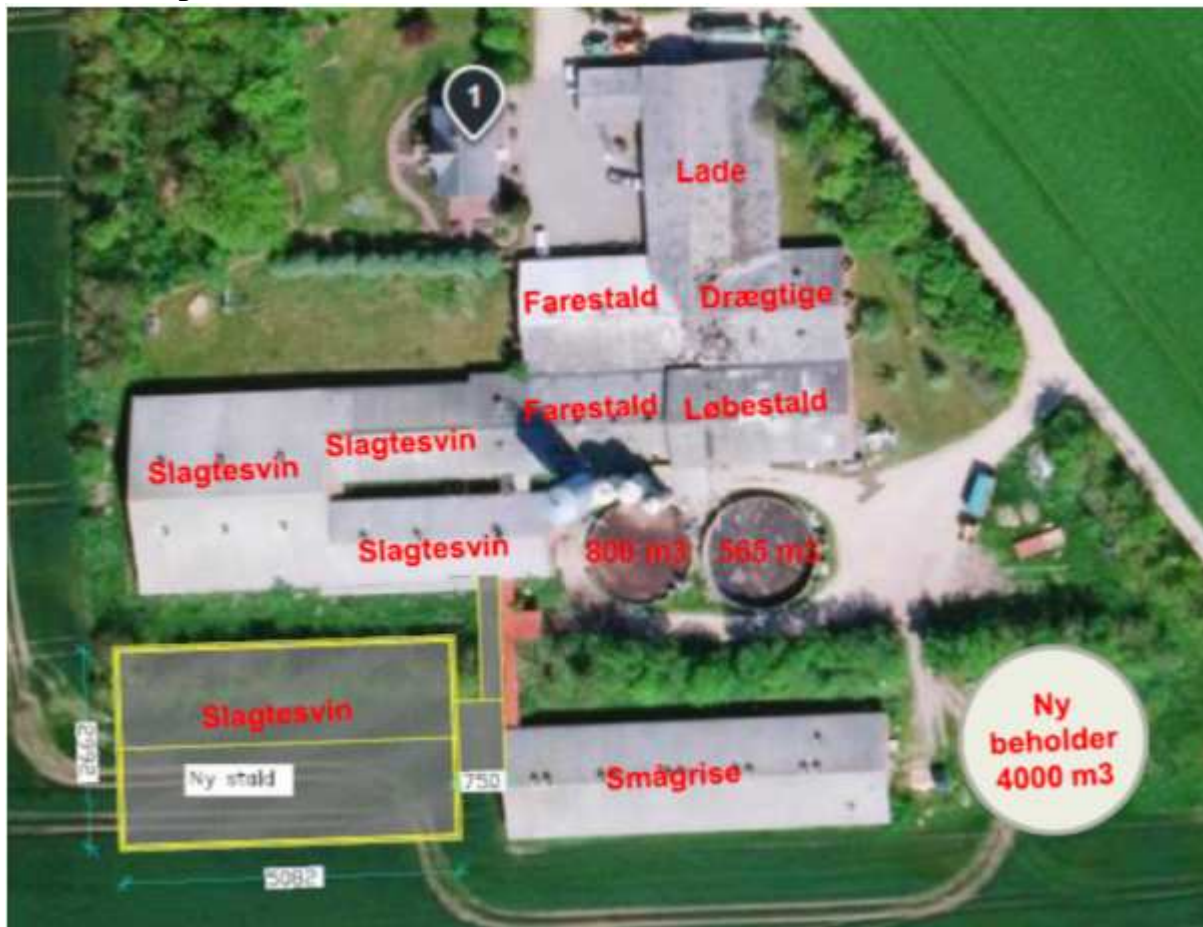 1
Lade
Farestald
Drægtige
Farestald
Løbestald
Slagtesvin
Slagtesvin
Slagtesvin
800 m3
565 m3
Slagtesvin
Ny stald
2992
750
5082
Smågrise
Ny
beholder
4000 m3